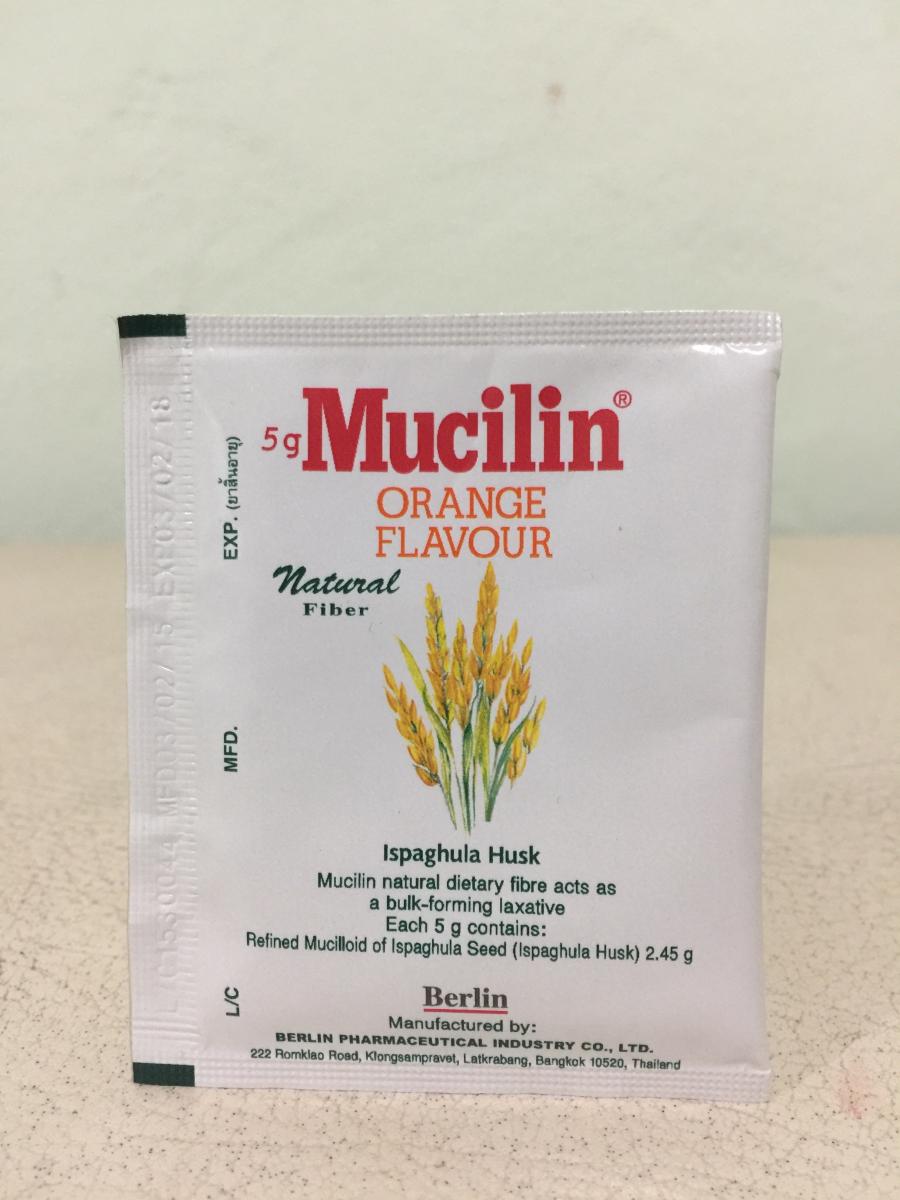 5g Mucilin®
ORANGE
FLAVOUR
Natural
Fiber
Ispaghula Husk
Mucilin natural dietary fibre acts as
a bulk-forming laxative
Each 5 g contains:
Refined Mucilloid of Ispaghula Seed (Ispaghula Husk) 2.45 g
Berlin
Manufactured by:
BERLIN PHARMACEUTICAL INDUSTRY CO., LTD.
222 Romklao Road, Klongsampravet, Latkrabang, Bangkok 10520, Thailand
L/C MFD. EXP. (ยาสิ้นอายุ)
MFD03/02/15 EXP03/02/18